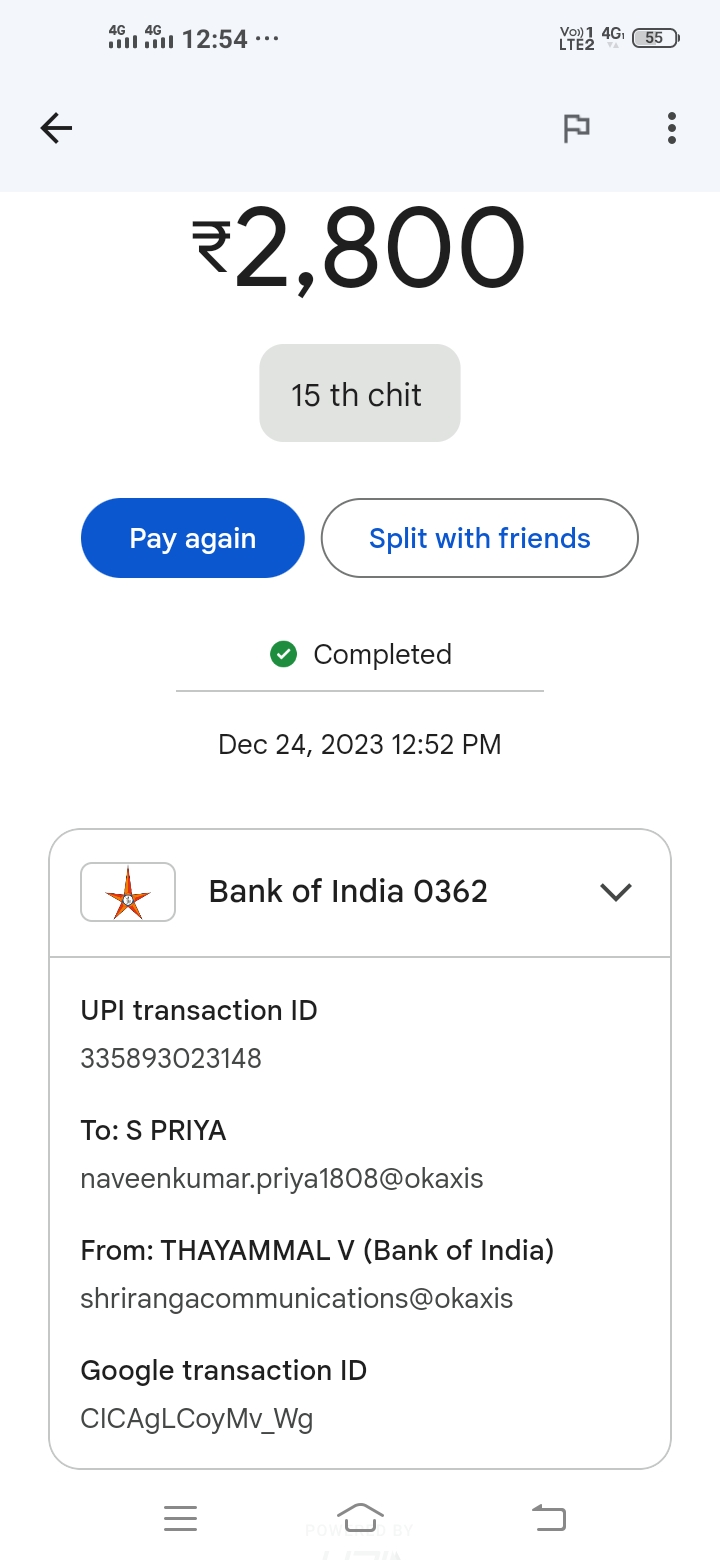 4G 4G 12:54 ... Vo)) 1 LTE2 4G1 55
₹2,800
15 th chit
Pay again Split with friends
Completed
Dec 24, 2023 12:52 PM
Bank of India 0362
UPI transaction ID
335893023148
To: S PRIYA
naveenkumar.priya1808@okaxis
From: THAYAMMAL V (Bank of India)
shrirangacommunications@okaxis
Google transaction ID
CICAgLCoyMv_Wg
POWERED BY